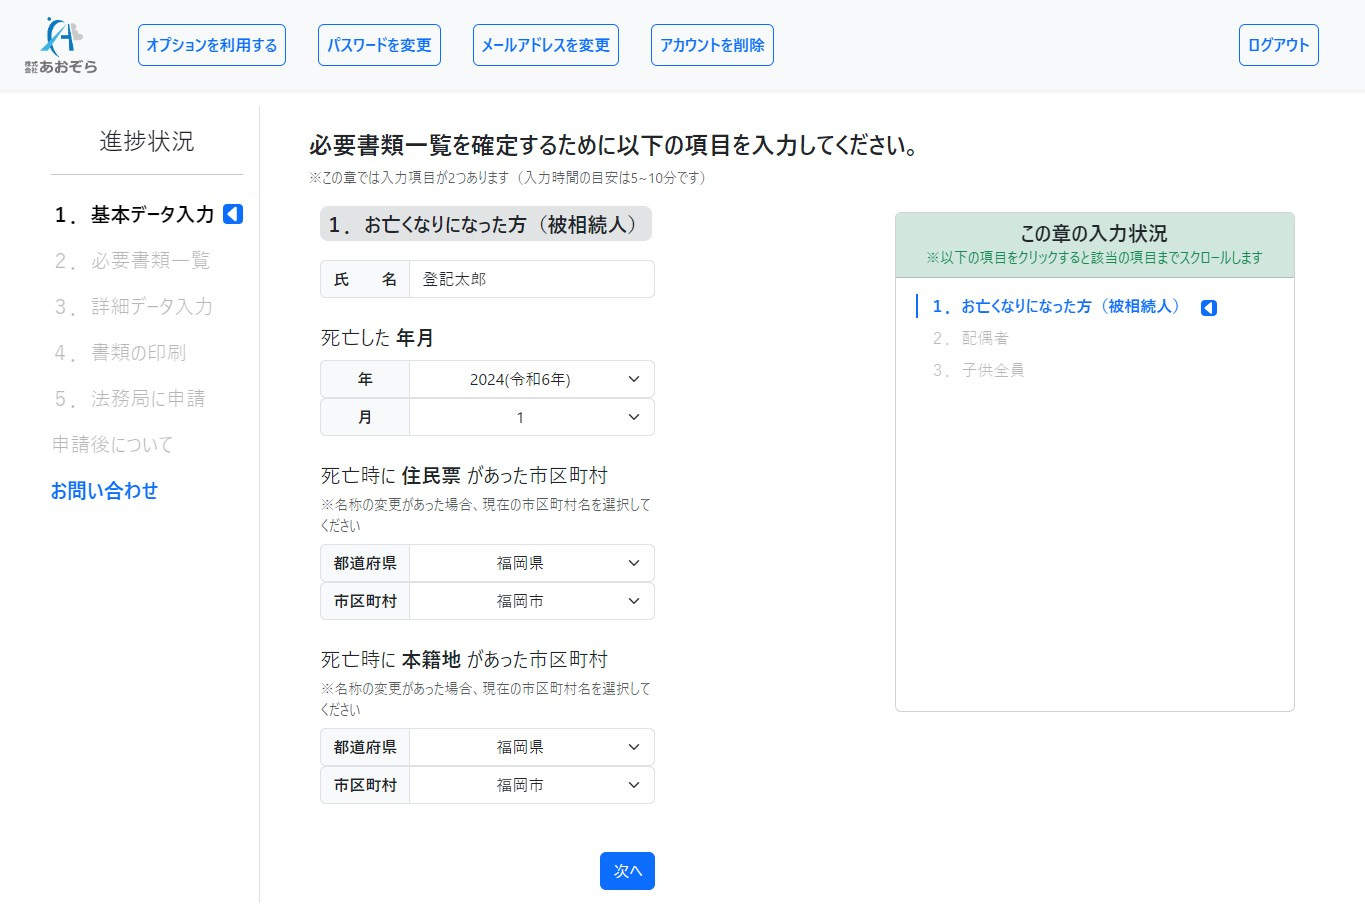 株式会社あおぞら
オプションを利用する
パスワードを変更
メールアドレスを変更
アカウントを削除
ログアウト
進捗状況
1．基本データ入力
2．必要書類一覧
3．詳細データ入力
4．書類の印刷
5．法務局に申請
申請後について
お問い合わせ
必要書類一覧を確定するために以下の項目を入力してください。
※この章では入力項目が2つあります（入力時間の目安は5~10分です）
1．お亡くなりになった方（被相続人）
氏　　名 登記太郎
死亡した 年月
年 2024(令和6年)
月 1
死亡時に 住民票 があった市区町村
※名称の変更があった場合、現在の市区町村名を選択して
ください
都道府県 福岡県
市区町村 福岡市
死亡時に 本籍地 があった市区町村
※名称の変更があった場合、現在の市区町村名を選択して
ください
都道府県 福岡県
市区町村 福岡市
次へ
この章の入力状況
※以下の項目をクリックすると該当の項目までスクロールします
1．お亡くなりになった方（被相続人）
2．配偶者
3．子供全員